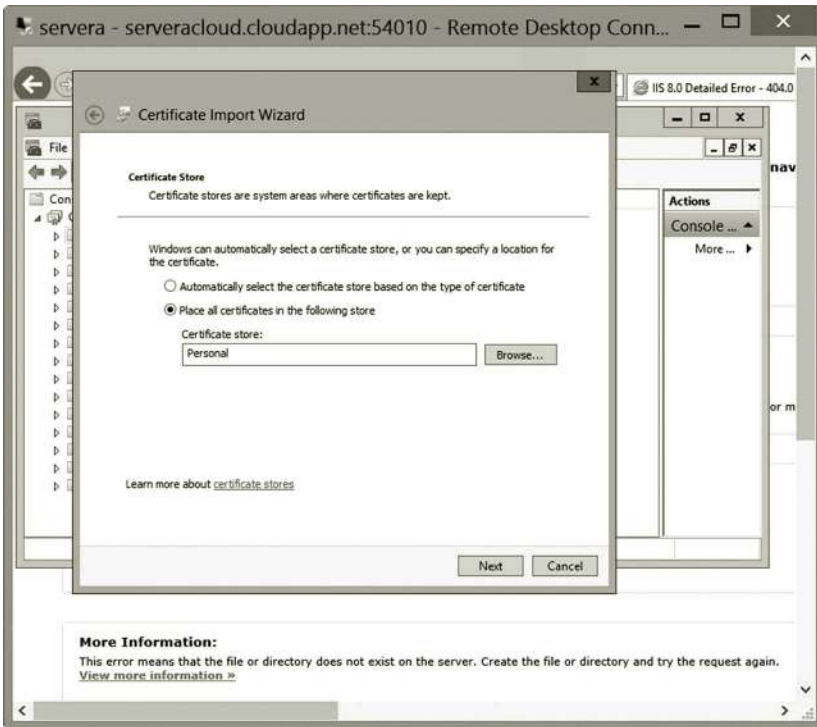 servera - serveracloud.cloudapp.net:54010 - Remote Desktop Conn...
IIS 8.0 Detailed Error - 404.0
Certificate Import Wizard
File
nav
Certificate Store
Certificate stores are system areas where certificates are kept.
Con
Actions
Console ...
More ...
Windows can automatically select a certificate store, or you can specify a location for
the certificate.
Automatically select the certificate store based on the type of certificate
Place all certificates in the following store
Certificate store:
Personal
Browse...
or m
Learn more about certificate stores
Next
Cancel
More Information:
This error means that the file or directory does not exist on the server. Create the file or directory and try the request again.
View more information »